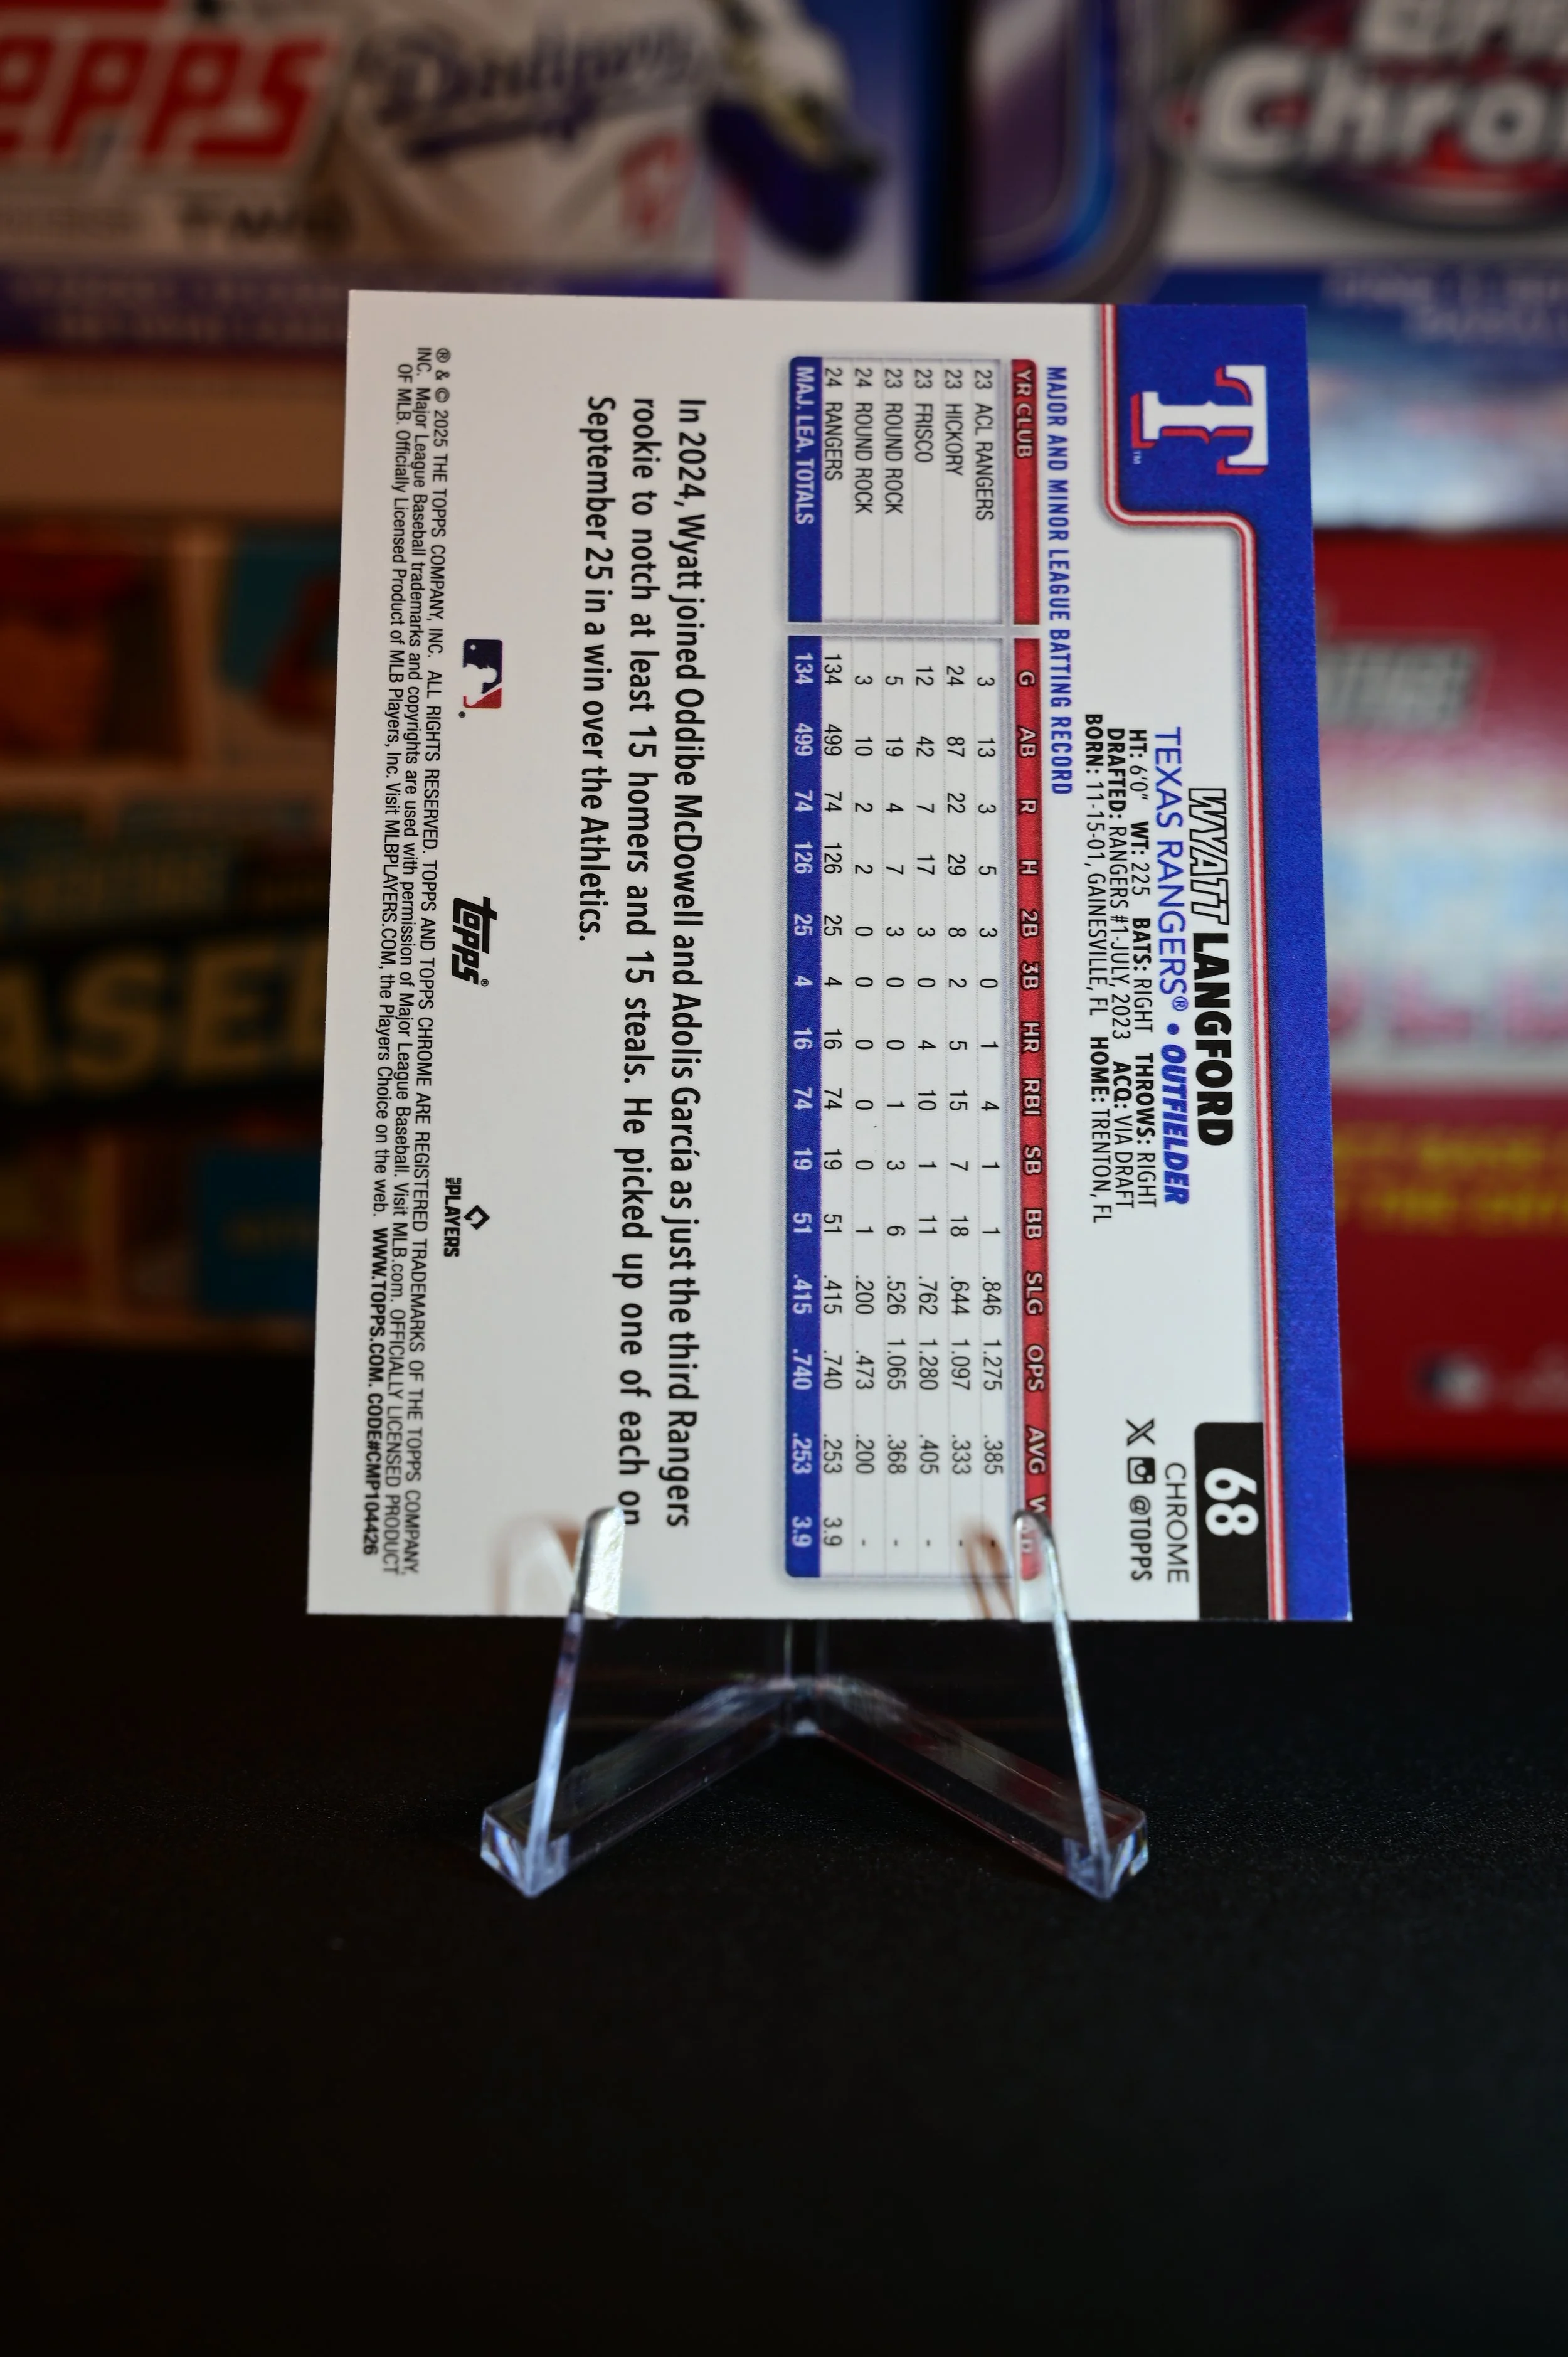 TOPPS
Dodgers
Chro
68
CHROME
@TOPPS
WYATT LANGFORD
TEXAS RANGERS® • OUTFIELDER
HT: 6'0" WT: 225 BATS: RIGHT THROWS: RIGHT
DRAFTED: RANGERS #1-JULY, 2023 ACQ: VIA DRAFT
BORN: 11-15-01, GAINESVILLE, FL HOME: TRENTON, FL
T
™
MAJOR AND MINOR LEAGUE BATTING RECORD
YR CLUB G AB R H 2B 3B HR RBI SB BB SLG OPS AVG
23 ACL RANGERS 3 13 3 5 3 0 1 4 1 1 .846 1.275 .385 -
23 HICKORY 24 87 22 29 8 2 5 15 7 18 .644 1.097 .333 -
23 FRISCO 12 42 7 17 3 0 4 10 1 11 .762 1.280 .405 -
23 ROUND ROCK 5 19 4 7 3 0 0 1 3 6 .526 1.065 .368 -
24 ROUND ROCK 3 10 2 2 0 0 0 0 0 1 .200 .473 .200 -
24 RANGERS 134 499 74 126 25 4 16 74 19 51 .415 .740 .253 3.9
MAJ. LEA. TOTALS 134 499 74 126 25 4 16 74 19 51 .415 .740 .253 3.9
In 2024, Wyatt joined Oddibe McDowell and Adolis García as just the third Rangers
rookie to notch at least 15 homers and 15 steals. He picked up one of each on
September 25 in a win over the Athletics.
topps®
MLB PLAYERS
® & © 2025 THE TOPPS COMPANY, INC. ALL RIGHTS RESERVED. TOPPS AND TOPPS CHROME ARE REGISTERED TRADEMARKS OF THE TOPPS COMPANY,
INC. Major League Baseball trademarks and copyrights are used with permission of Major League Baseball. Visit MLB.com. OFFICIALLY LICENSED PRODUCT
OF MLB. Officially Licensed Product of MLB Players, Inc. Visit MLBPLAYERS.COM, the Players Choice on the web. WWW.TOPPS.COM. CODE#CMP104426